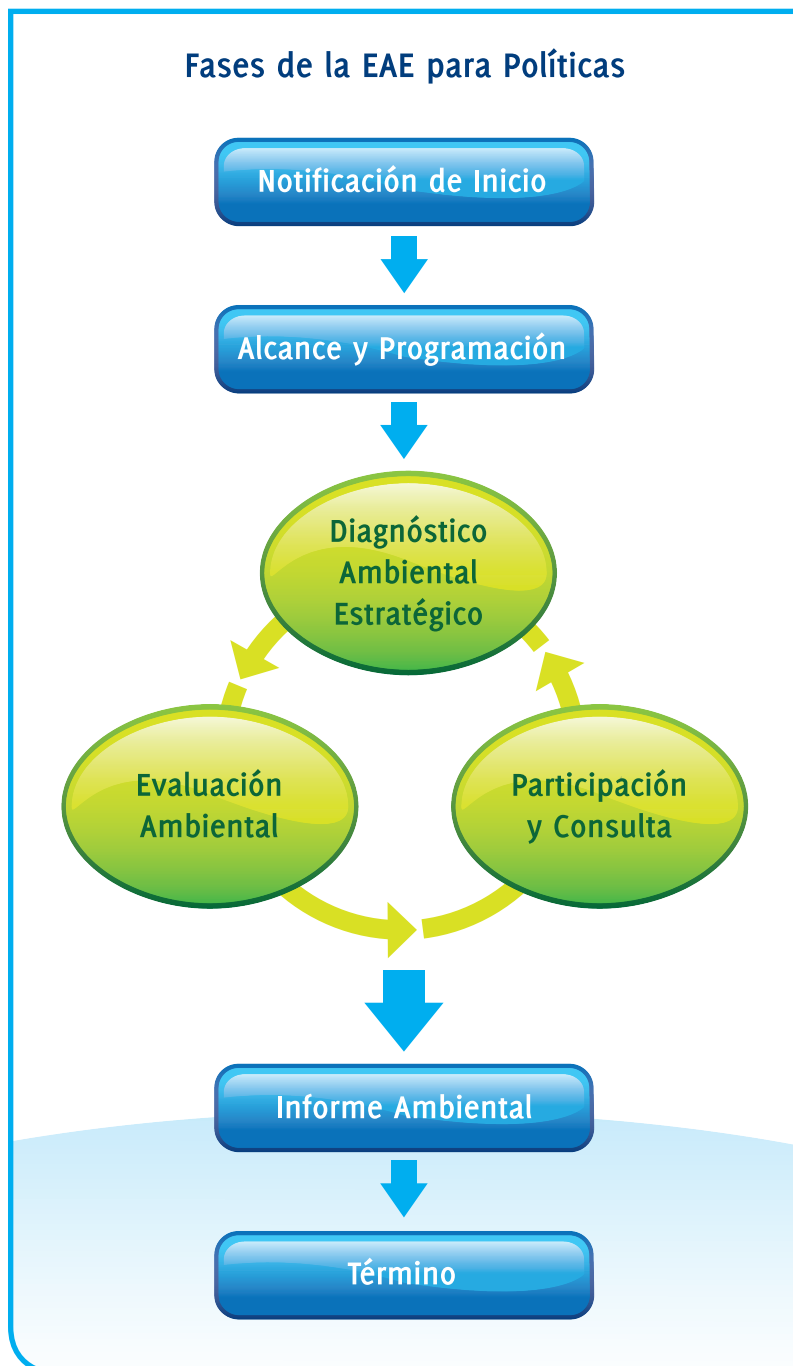 Fases de la EAE para Políticas
Notificación de Inicio
Alcance y Programación
Diagnóstico
Ambiental
Estratégico
Evaluación
Ambiental
Participación
y Consulta
Informe Ambiental
Término